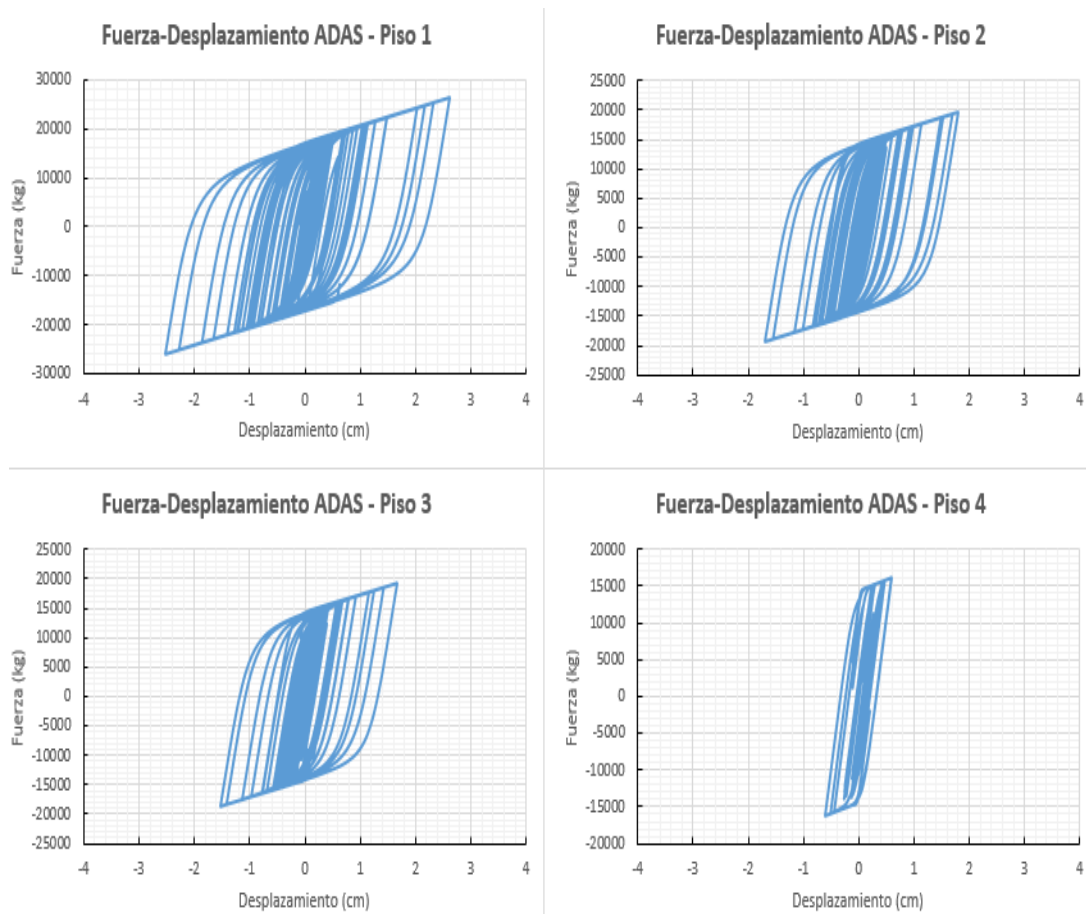 Fuerza-Desplazamiento ADAS - Piso 1
30000
20000
10000
0
-10000
-20000
-30000
-4 -3 -2 -1 0 1 2 3 4
Fuerza (kg)
Desplazamiento (cm)
Fuerza-Desplazamiento ADAS - Piso 2
25000
20000
15000
10000
5000
0
-5000
-10000
-15000
-20000
-25000
-4 -3 -2 -1 0 1 2 3 4
Fuerza (kg)
Desplazamiento (cm)
Fuerza-Desplazamiento ADAS - Piso 3
25000
20000
15000
10000
5000
0
-5000
-10000
-15000
-20000
-25000
-4 -3 -2 -1 0 1 2 3 4
Fuerza (kg)
Desplazamiento (cm)
Fuerza-Desplazamiento ADAS - Piso 4
20000
15000
10000
5000
0
-5000
-10000
-15000
-20000
-4 -3 -2 -1 0 1 2 3 4
Fuerza (kg)
Desplazamiento (cm)